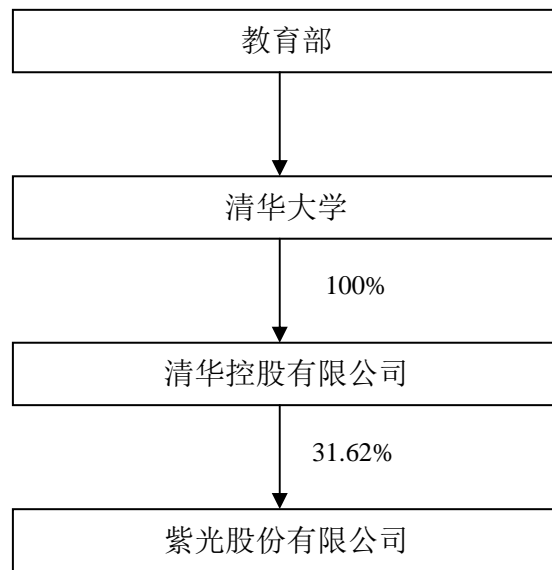 教育部
清华大学
100%
清华控股有限公司
31.62%
紫光股份有限公司